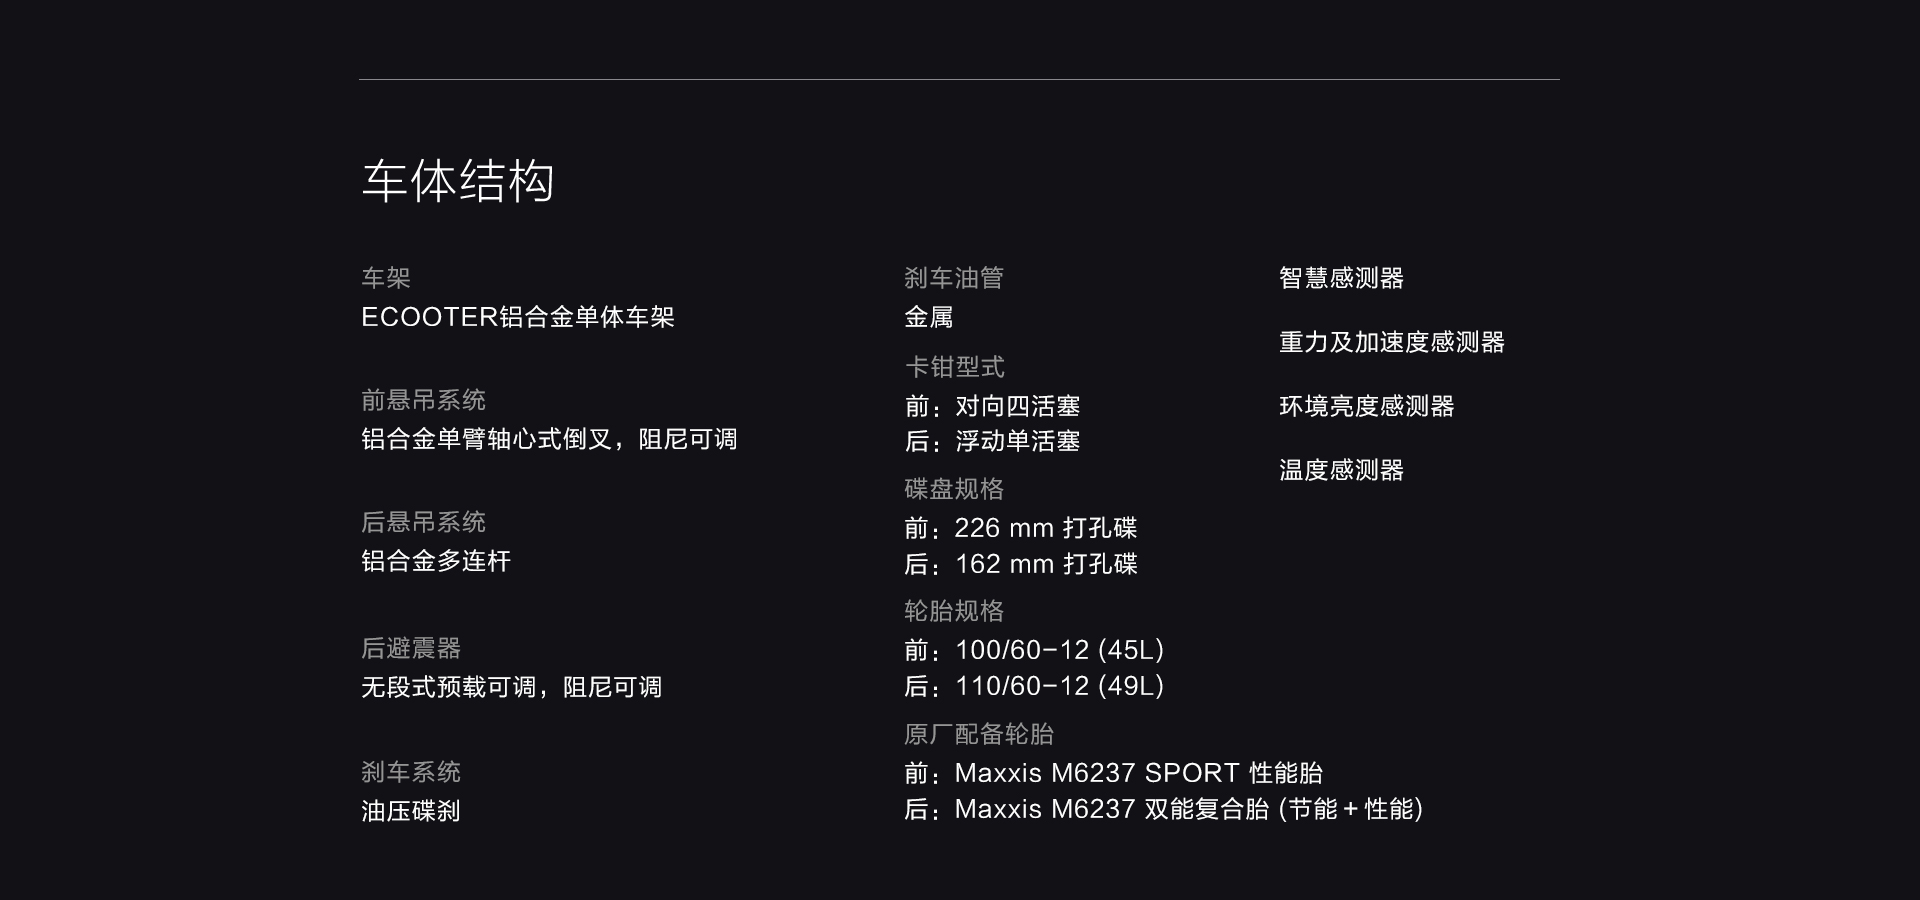 车体结构
车架
ECOOTER铝合金单体车架
前悬吊系统
铝合金单臂轴心式倒叉，阻尼可调
后悬吊系统
铝合金多连杆
后避震器
无段式预载可调，阻尼可调
刹车系统
油压碟刹
刹车油管
金属
卡钳型式
前：对向四活塞
后：浮动单活塞
碟盘规格
前：226 mm 打孔碟
后：162 mm 打孔碟
轮胎规格
前：100/60-12 (45L)
后：110/60-12 (49L)
原厂配备轮胎
前：Maxxis M6237 SPORT 性能胎
后：Maxxis M6237 双能复合胎 (节能+性能)
智慧感测器
重力及加速度感测器
环境亮度感测器
温度感测器